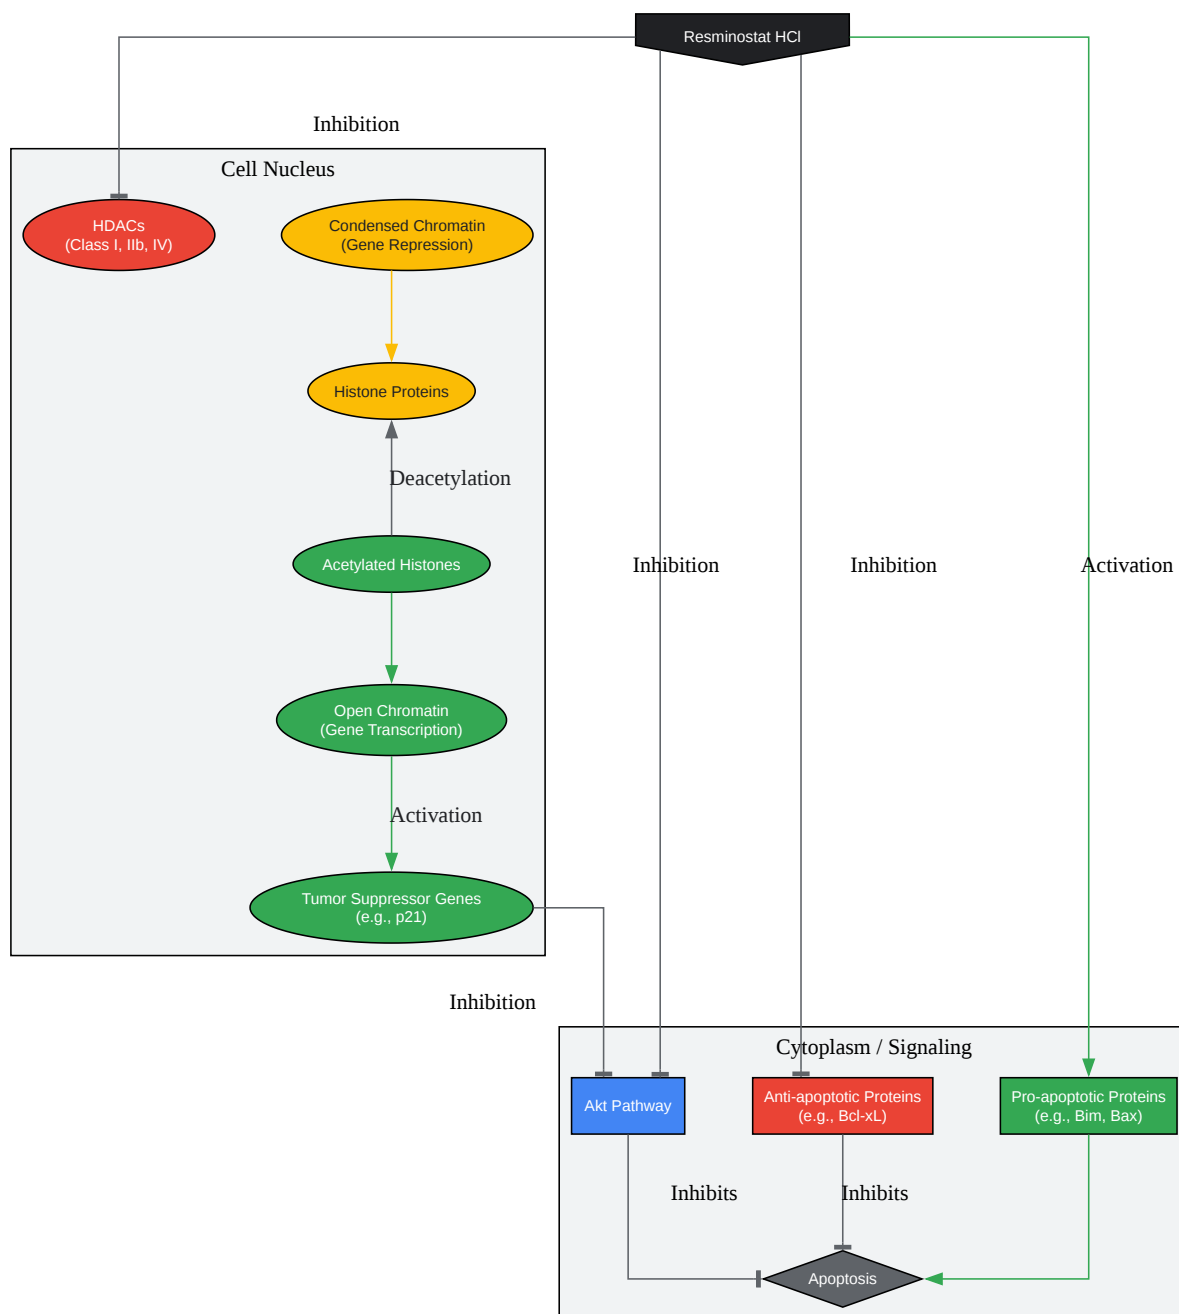 Resminostat HCl
Inhibition
Cell Nucleus
HDACs
(Class I, IIb, IV)
Condensed Chromatin
(Gene Repression)
Histone Proteins
Deacetylation
Acetylated Histones
Inhibition
Inhibition
Activation
Open Chromatin
(Gene Transcription)
Activation
Tumor Suppressor Genes
(e.g., p21)
Inhibition
Cytoplasm / Signaling
Akt Pathway
Anti-apoptotic Proteins
(e.g., Bcl-xL)
Pro-apoptotic Proteins
(e.g., Bim, Bax)
Inhibits
Inhibits
Apoptosis